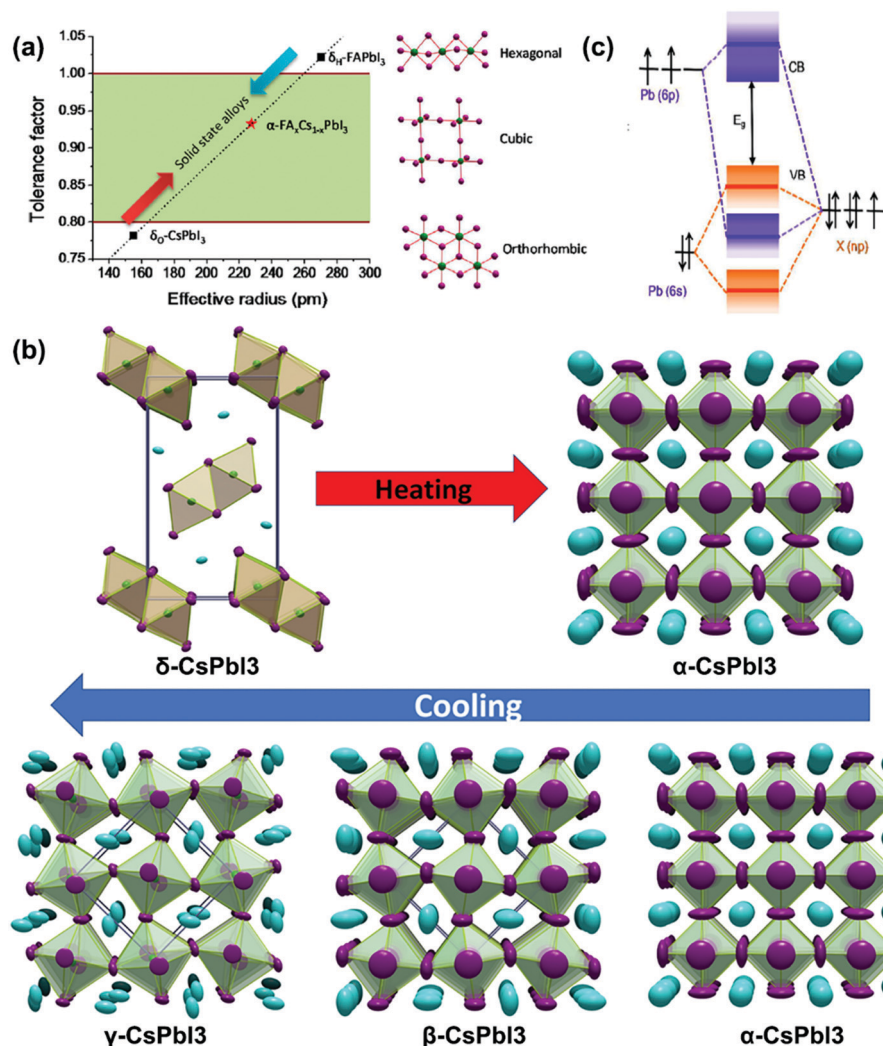 (a)
1.05
1.00
0.95
0.90
0.85
0.80
0.75
Tolerance factor
δH-FAPbI3
Solid state alloys
α-FAxCs1-xPbI3
δO-CsPbI3
140 160 180 200 220 240 260 280 300
Effective radius (pm)
Hexagonal
Cubic
Orthorhombic
(c)
Pb (6p)
CB
Eg
:
VB
X (np)
Pb (6s)
(b)
Heating
δ-CsPbI3
α-CsPbI3
Cooling
γ-CsPbI3
β-CsPbI3
α-CsPbI3